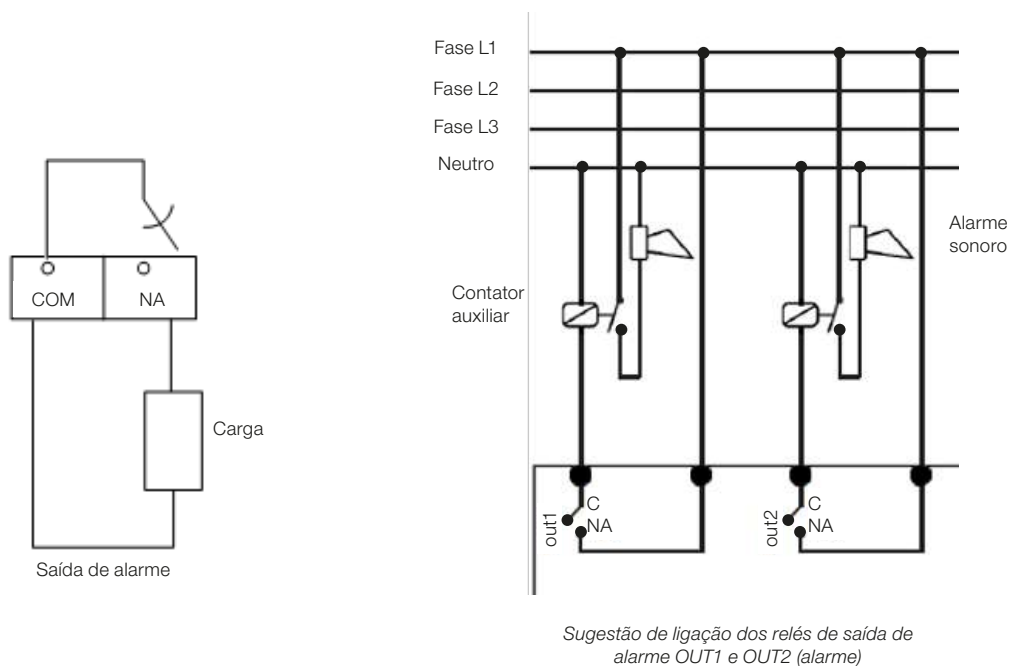 COM
NA
Carga
Saída de alarme
Fase L1
Fase L2
Fase L3
Neutro
Contator
auxiliar
Alarme
sonoro
out1
C
NA
out2
C
NA
Sugestão de ligação dos relés de saída de
alarme OUT1 e OUT2 (alarme)